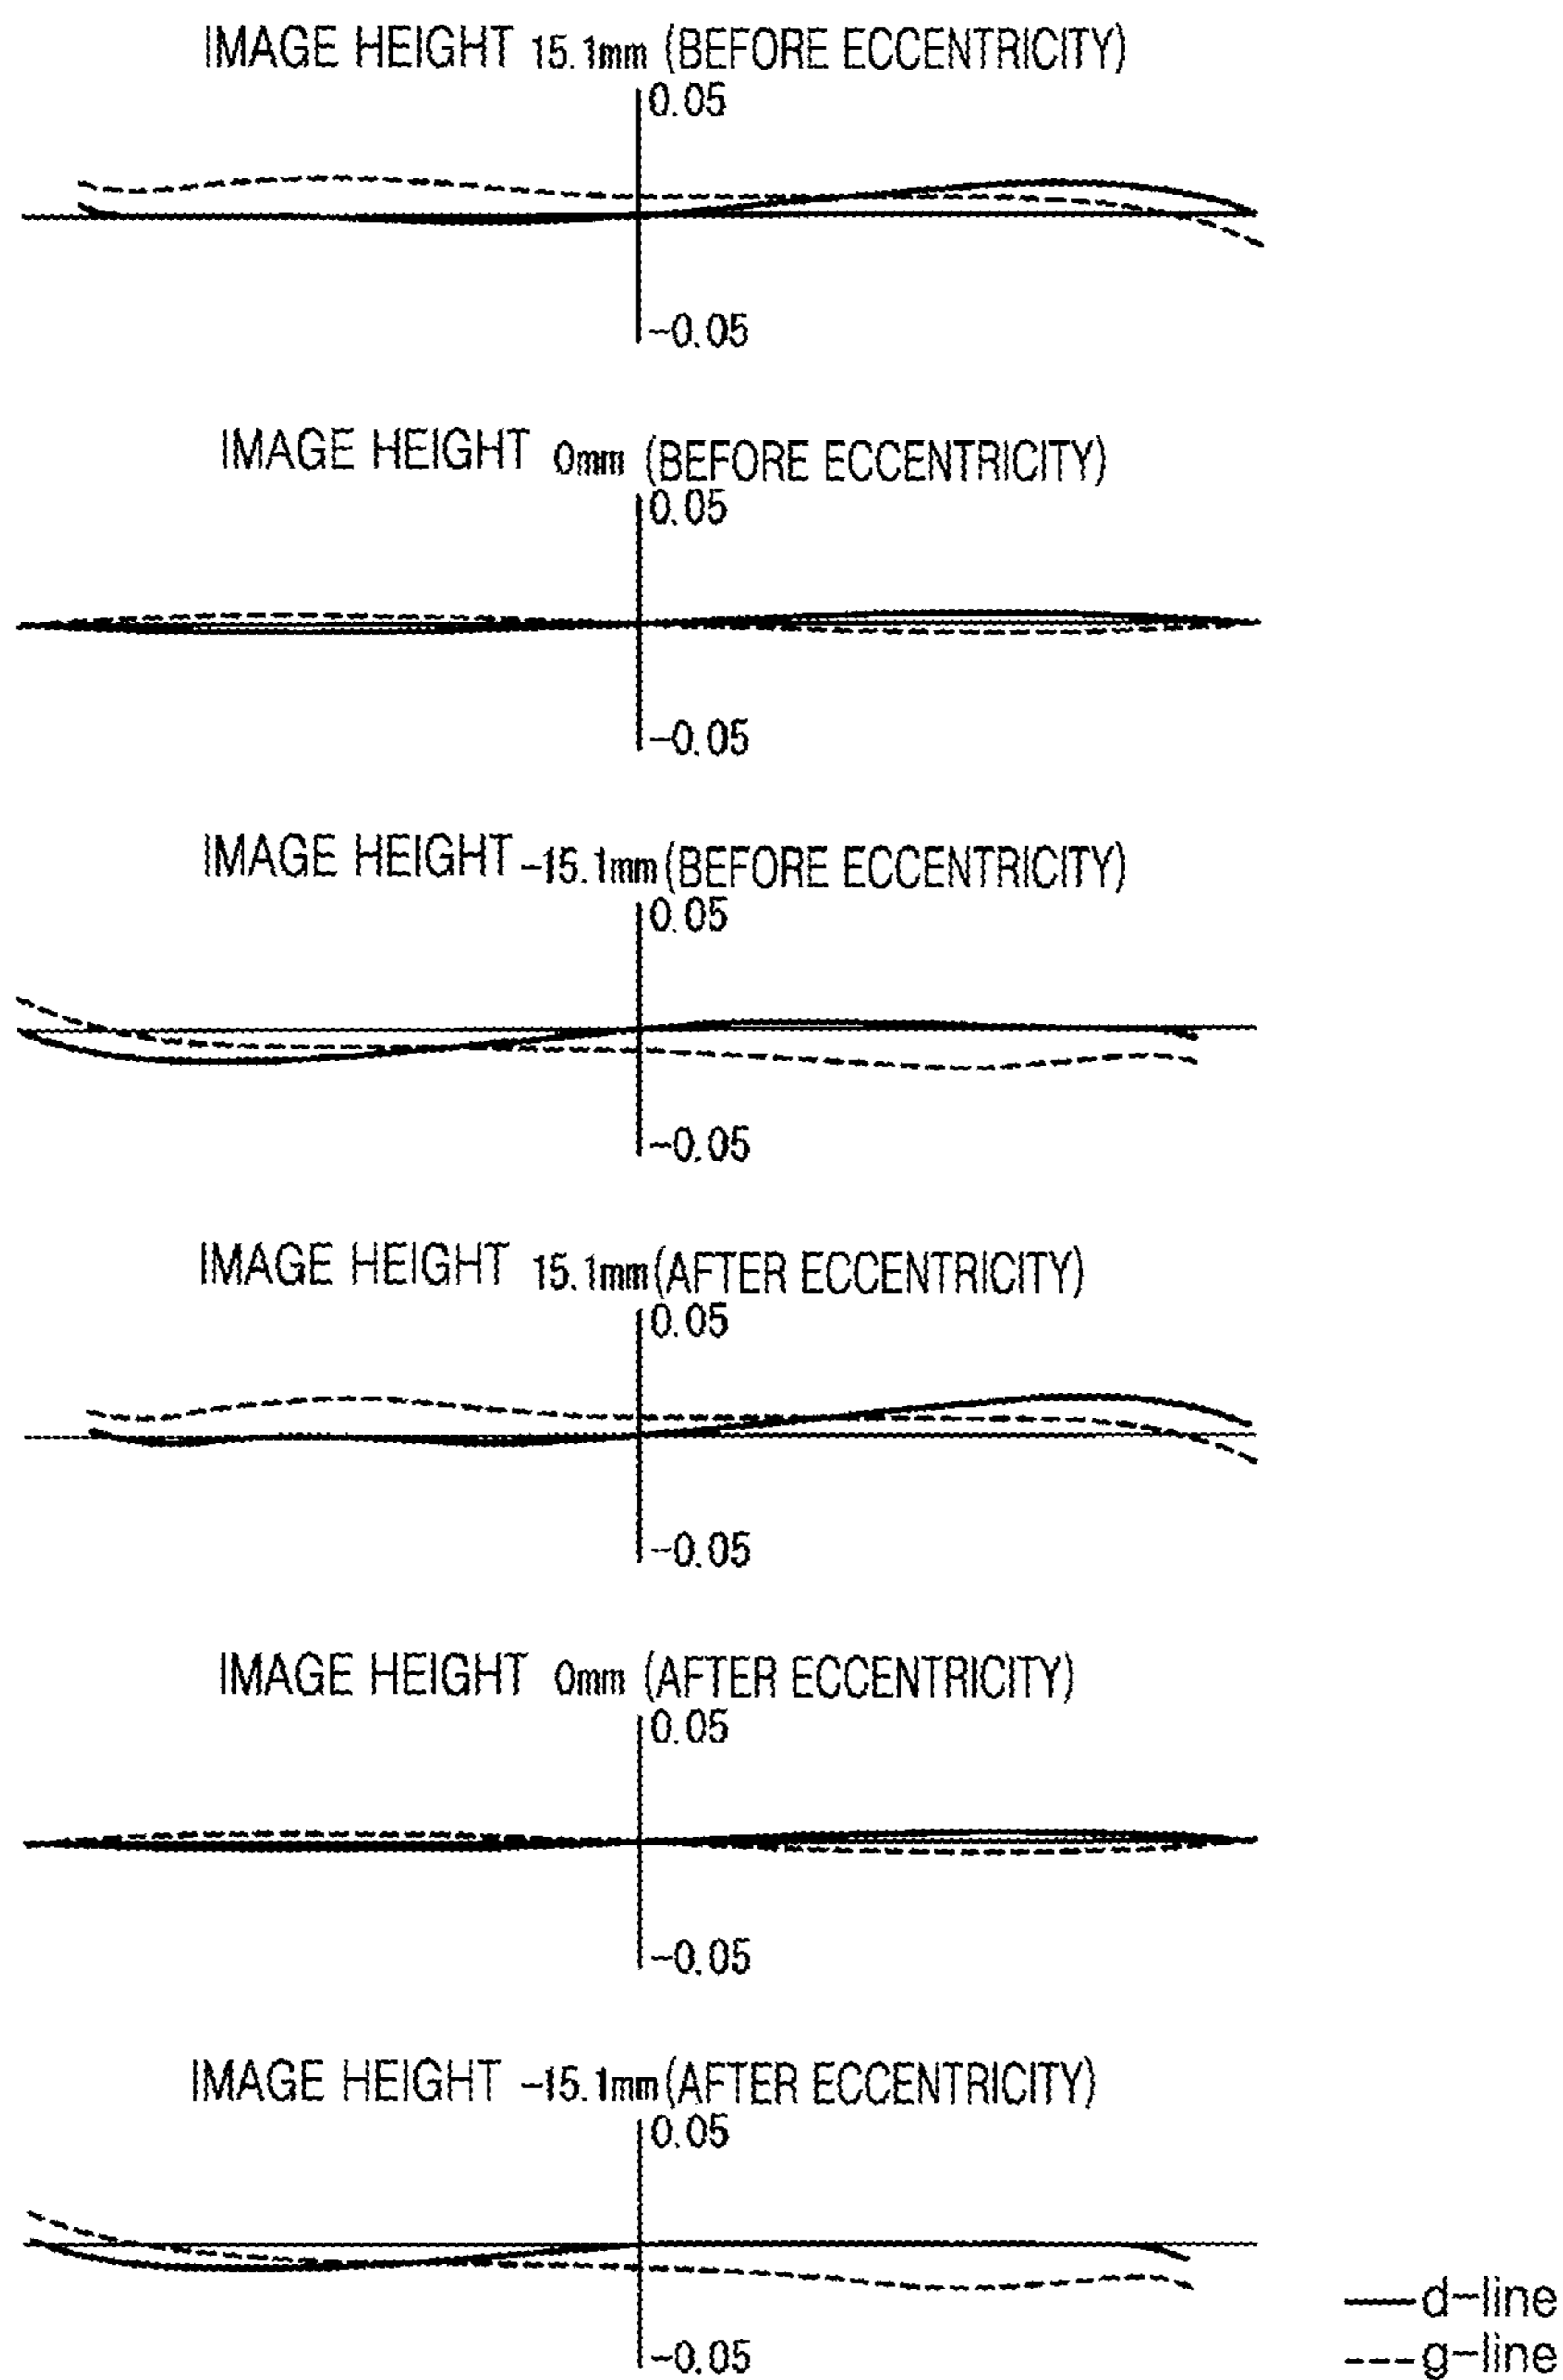 IMAGE HEIGHT 15.1mm (BEFORE ECCENTRICITY)
0.05
-0.05
IMAGE HEIGHT 0mm (BEFORE ECCENTRICITY)
0.05
-0.05
IMAGE HEIGHT -15.1mm (BEFORE ECCENTRICITY)
0.05
-0.05
IMAGE HEIGHT 15.1mm (AFTER ECCENTRICITY)
0.05
-0.05
IMAGE HEIGHT 0mm (AFTER ECCENTRICITY)
0.05
-0.05
IMAGE HEIGHT -15.1mm (AFTER ECCENTRICITY)
0.05
-0.05
d-line
g-line